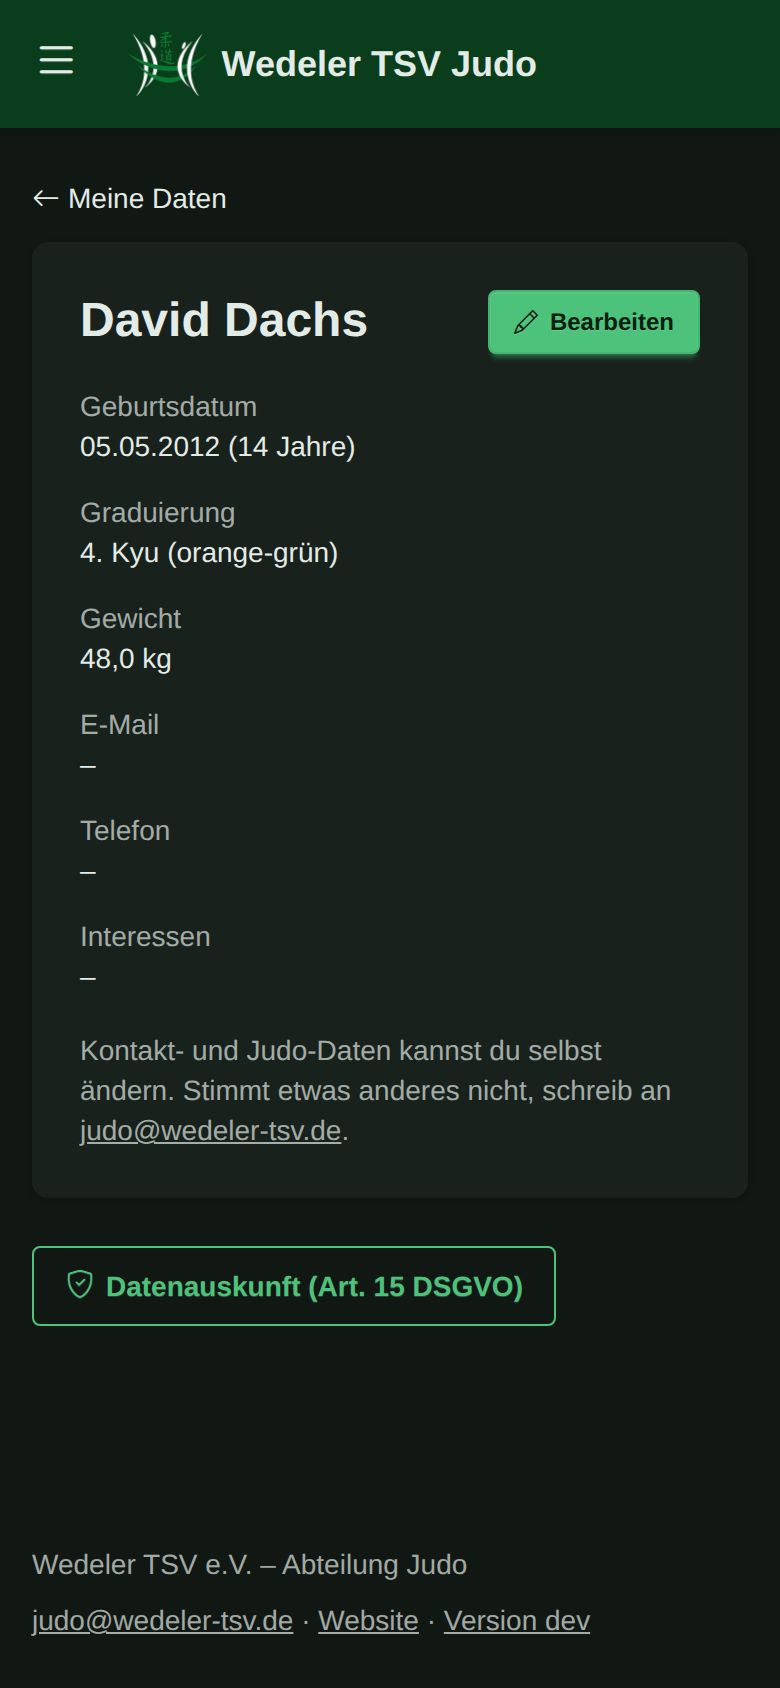 柔道
Wedeler TSV Judo
← Meine Daten
David Dachs
Bearbeiten
Geburtsdatum
05.05.2012 (14 Jahre)
Graduierung
4. Kyu (orange-grün)
Gewicht
48,0 kg
E-Mail
–
Telefon
–
Interessen
–
Kontakt- und Judo-Daten kannst du selbst
ändern. Stimmt etwas anderes nicht, schreib an
judo@wedeler-tsv.de.
Datenauskunft (Art. 15 DSGVO)
Wedeler TSV e.V. – Abteilung Judo
judo@wedeler-tsv.de · Website · Version dev